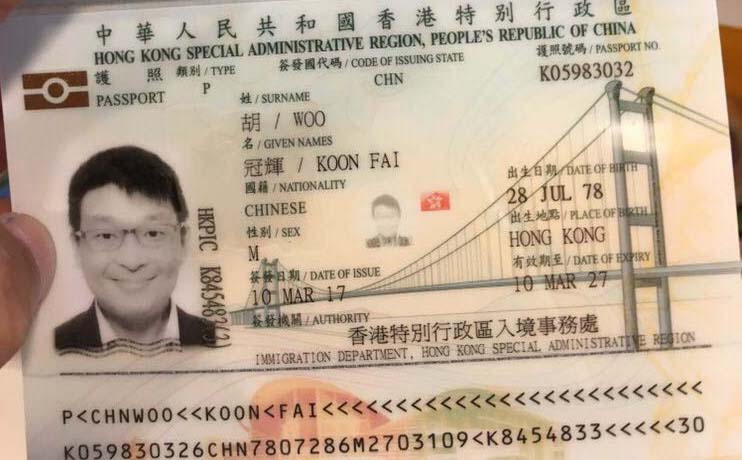 中華人民共和國香港特別行政區
HONG KONG SPECIAL ADMINISTRATIVE REGION, PEOPLE'S REPUBLIC OF CHINA
護照 類別 / TYPE 簽發國代碼 / CODE OF ISSUING STATE 護照號碼 / PASSPORT NO.
PASSPORT P CHN K05983032
姓 / SURNAME
胡 / WOO
名 / GIVEN NAMES
冠輝 / KOON FAI
國籍 / NATIONALITY
CHINESE
性別 / SEX
M
出生日期 / DATE OF BIRTH
28 JUL 78
出生地點 / PLACE OF BIRTH
HONG KONG
簽發日期 / DATE OF ISSUE
10 MAR 17
有效期至 / DATE OF EXPIRY
10 MAR 27
簽發機關 / AUTHORITY
香港特別行政區入境事務處
IMMIGRATION DEPARTMENT, HONG KONG SPECIAL ADMINISTRATIVE REGION
HKPIC
P<CHNWOO<<KOON<FAI<<<<<<<<<<<<<<<<<<<<<<<<<<
K059830326CHN7807286M2703109<K8454833<<<<<30